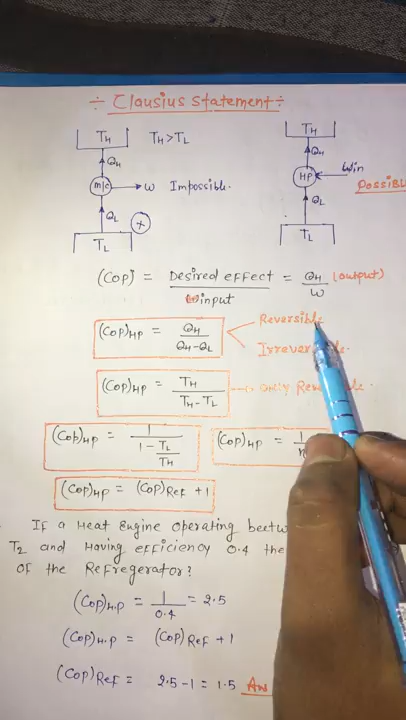 ÷ Clausius Statement ÷
TH
TH > TL
TH
QH
QH
M/C
W
Impossible.
HP
Win
Possible
QL
QL
+
TL
TL
(COP) = Desired effect / input = QH (output) / W
(COP)HP = QH / QH - QL
Reversible
(COP)HP = TH / TH - TL
only
(COP)HP = 1 / 1 - TL/TH
(COP)HP = 1 /
(COP)HP = (COP)Ref + 1
If a Heat Engine operating
T2 and Having efficiency 0.4 the
of the Refregerator?
(COP)H.P = 1 / 0.4 = 2.5
(COP)H.P = (COP)Ref + 1
(COP)Ref = 2.5 - 1 = 1.5 An